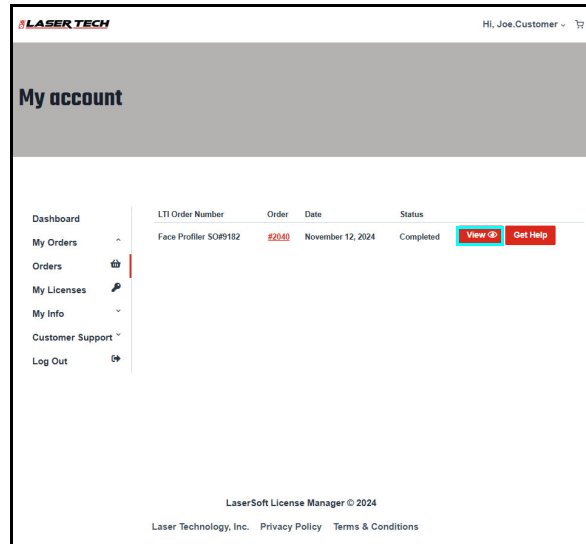 LASER TECH
Hi, Joe.Customer
My account
LTI Order Number Order Date Status
Face Profiler SO#9182 #2040 November 12, 2024 Completed View Get Help
Dashboard
My Orders
Orders
My Licenses
My Info
Customer Support
Log Out
LaserSoft License Manager © 2024
Laser Technology, Inc. Privacy Policy Terms & Conditions